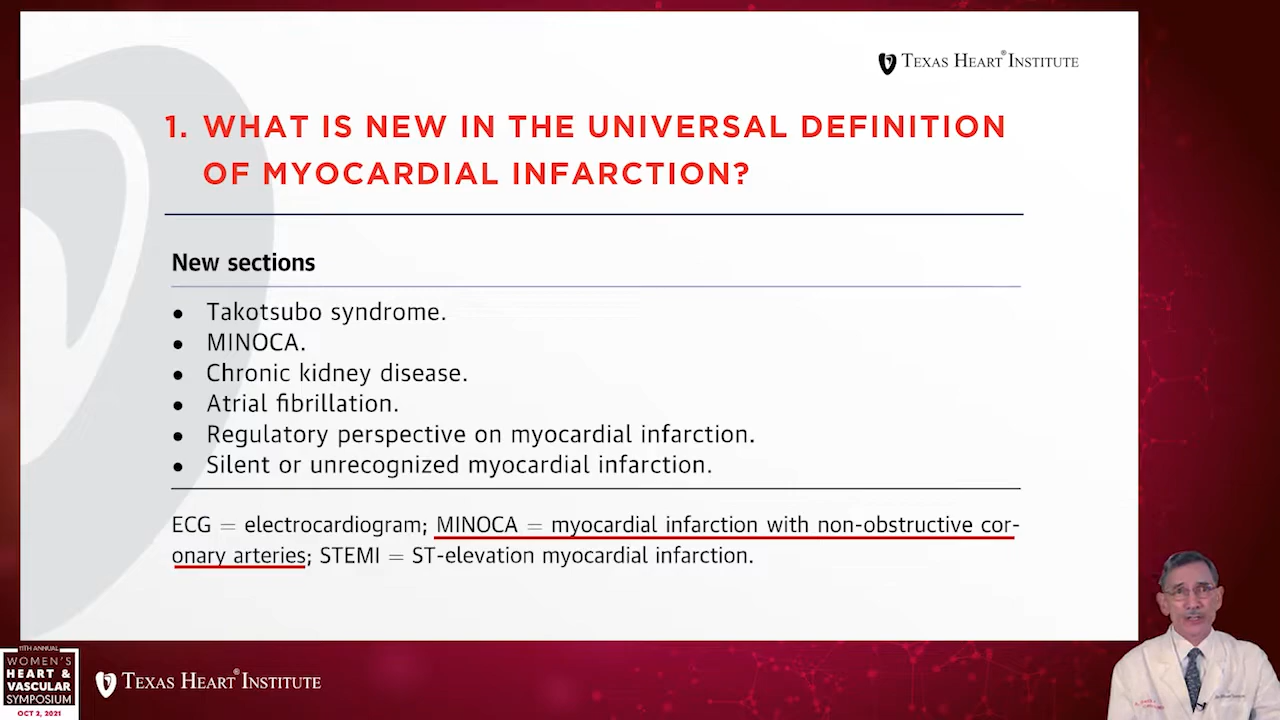 TEXAS HEART® INSTITUTE
1. WHAT IS NEW IN THE UNIVERSAL DEFINITION
OF MYOCARDIAL INFARCTION?
New sections
• Takotsubo syndrome.
• MINOCA.
• Chronic kidney disease.
• Atrial fibrillation.
• Regulatory perspective on myocardial infarction.
• Silent or unrecognized myocardial infarction.
ECG = electrocardiogram; MINOCA = myocardial infarction with non-obstructive cor-
onary arteries; STEMI = ST-elevation myocardial infarction.
11TH ANNUAL
WOMEN'S
HEART &
VASCULAR
SYMPOSIUM
OCT 2, 2021
TEXAS HEART® INSTITUTE